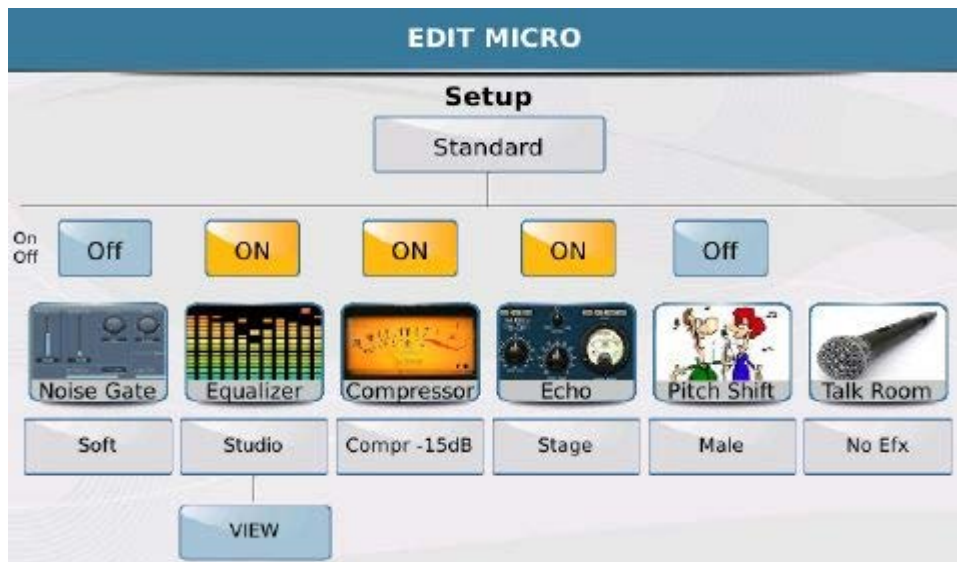 EDIT MICRO
Setup
Standard
On
Off
Off
ON
ON
ON
Off
Noise Gate
Equalizer
Compressor
Echo
Pitch Shift
Talk Room
Soft
Studio
Compr -15dB
Stage
Male
No Efx
VIEW